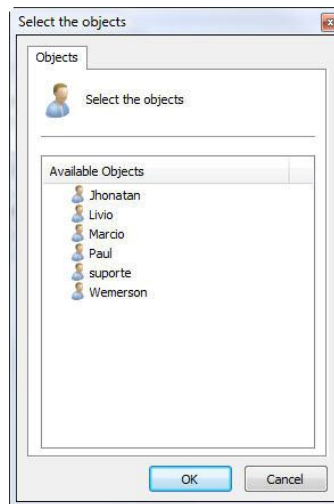 Select the objects
Objects
Select the objects
Available Objects
Jhonatan
Livio
Marcio
Paul
suporte
Wemerson
OK Cancel